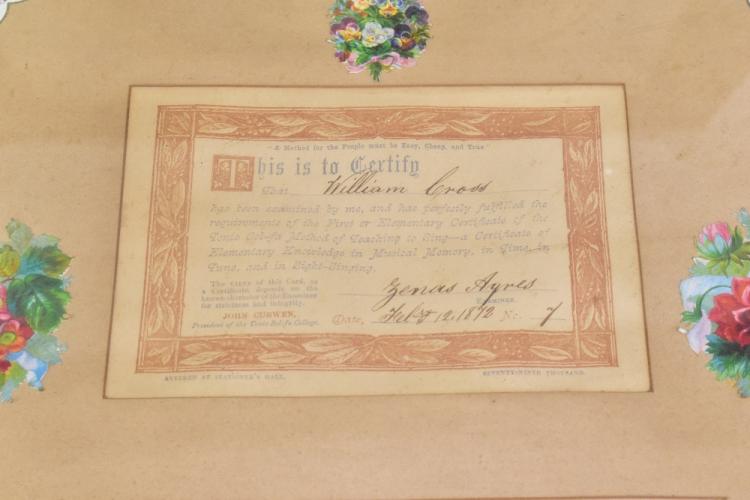 "A Method for the People must be Easy, Cheap, and True"
This is to Certify
That William Cross
has been examined by me, and has perfectly fulfilled the
requirements of the First or Elementary Certificate of the
Tonic Sol-fa Method of Teaching to Sing—a Certificate of
Elementary Knowledge in Musical Memory, in Time, in
Tune, and in Sight-Singing.
The value of this Card, as
a Certificate depends on the
known character of the Examiner
for strictness and integrity.
JOHN CURWEN,
President of the Tonic Sol-fa College.
Zenas Ayres
EXAMINER.
Date, Feby 12, 1872 No. 7
ENTERED AT STATIONER'S HALL.
SEVENTY-NINTH THOUSAND.